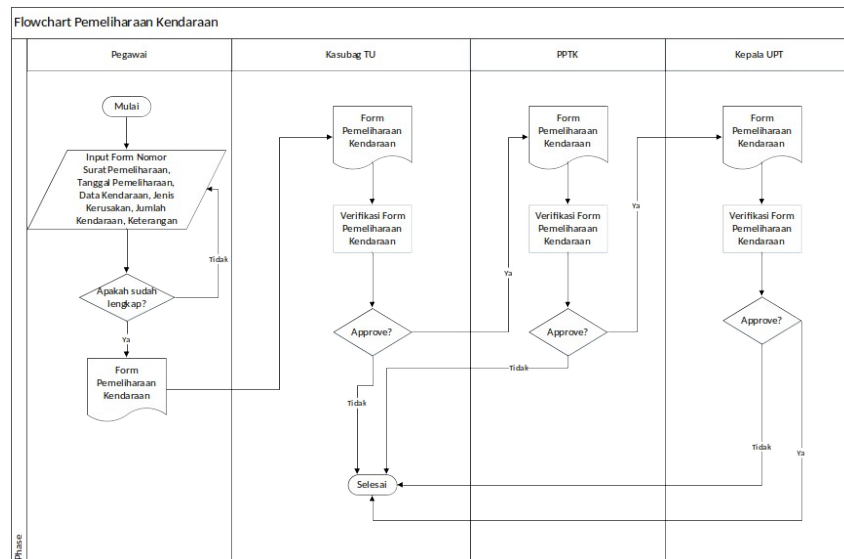 Flowchart Pemeliharaan Kendaraan
Pegawai
Kasubag TU
PPTK
Kepala UPT
Mulai
Input Form Nomor
Surat Pemeliharaan,
Tanggal Pemeliharaan,
Data Kendaraan, Jenis
Kerusakan, Jumlah
Kendaraan, Keterangan
Tidak
Apakah sudah
lengkap?
Ya
Form
Pemeliharaan
Kendaraan
Form
Pemeliharaan
Kendaraan
Verifikasi Form
Pemeliharaan
Kendaraan
Approve?
Ya
Tidak
Form
Pemeliharaan
Kendaraan
Verifikasi Form
Pemeliharaan
Kendaraan
Approve?
Ya
Tidak
Form
Pemeliharaan
Kendaraan
Verifikasi Form
Pemeliharaan
Kendaraan
Approve?
Tidak
Ya
Selesai
Phase